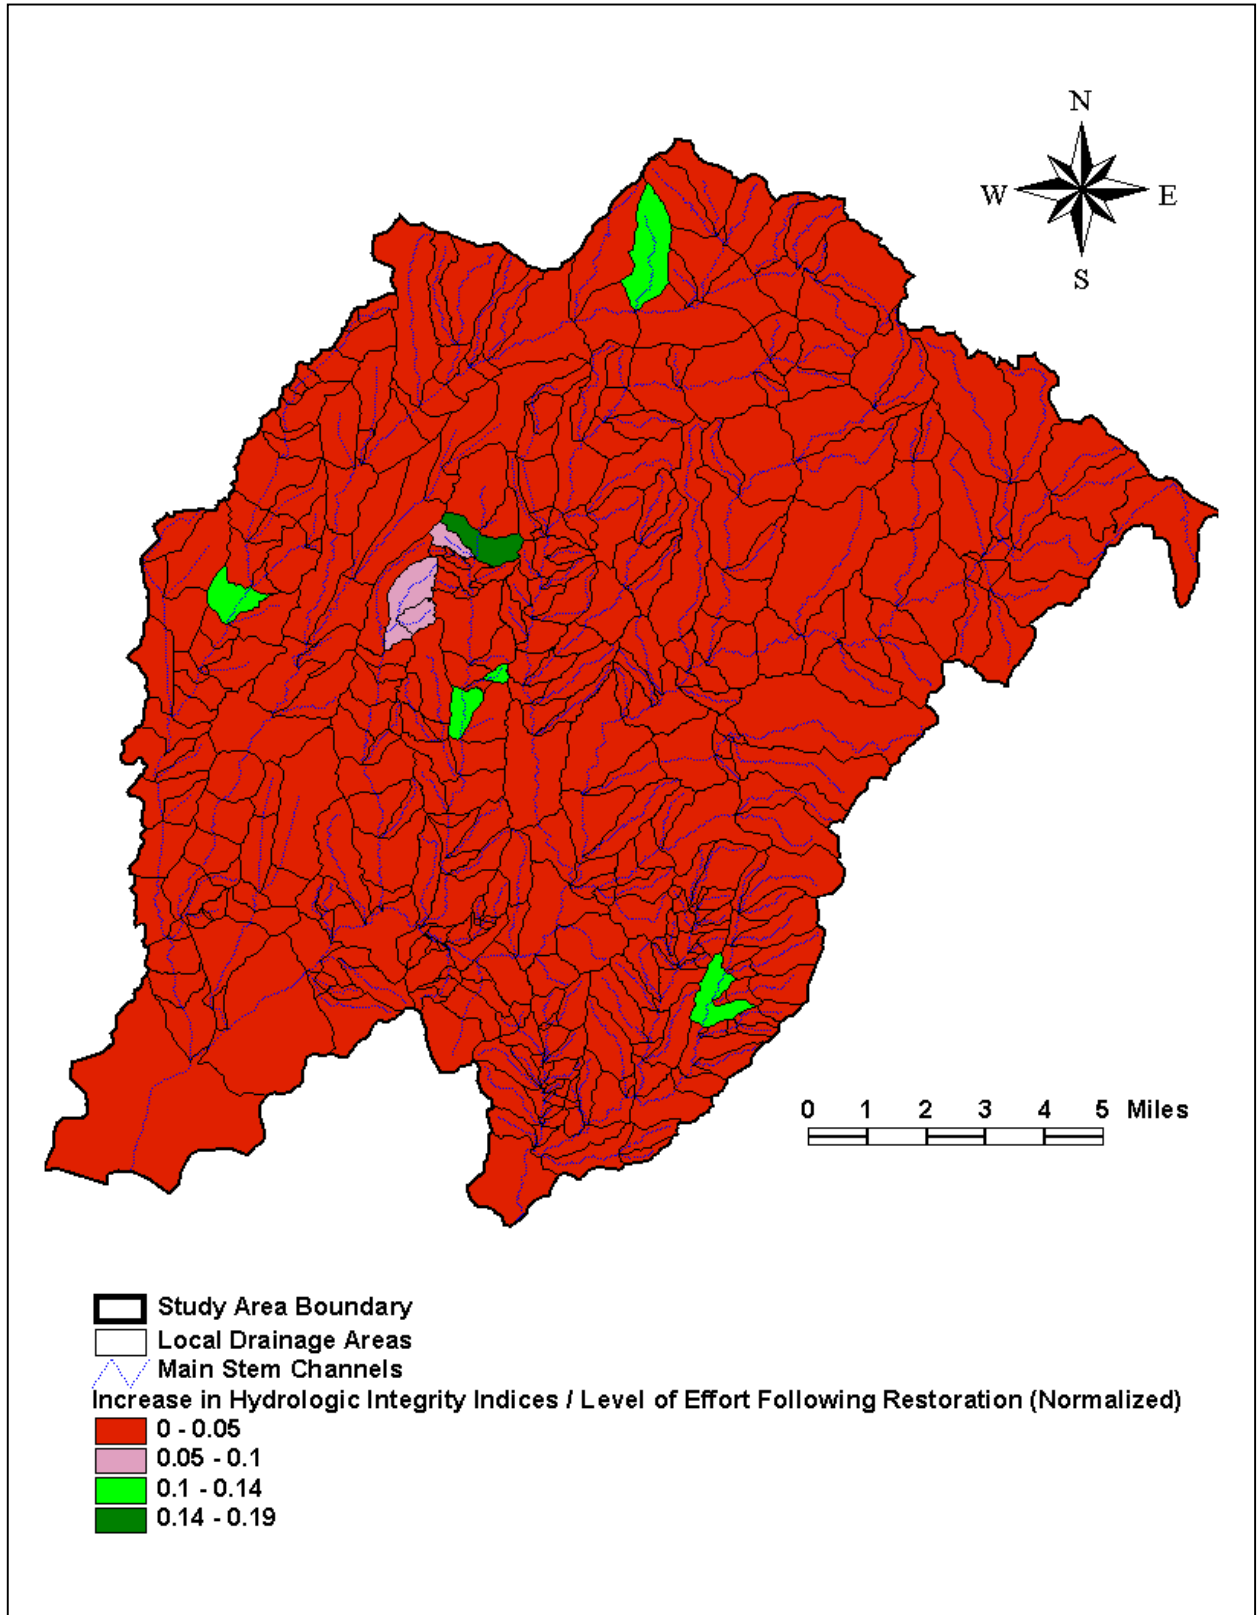 N
W E
S
0 1 2 3 4 5 Miles
Study Area Boundary
Local Drainage Areas
Main Stem Channels
Increase in Hydrologic Integrity Indices / Level of Effort Following Restoration (Normalized)
0 - 0.05
0.05 - 0.1
0.1 - 0.14
0.14 - 0.19